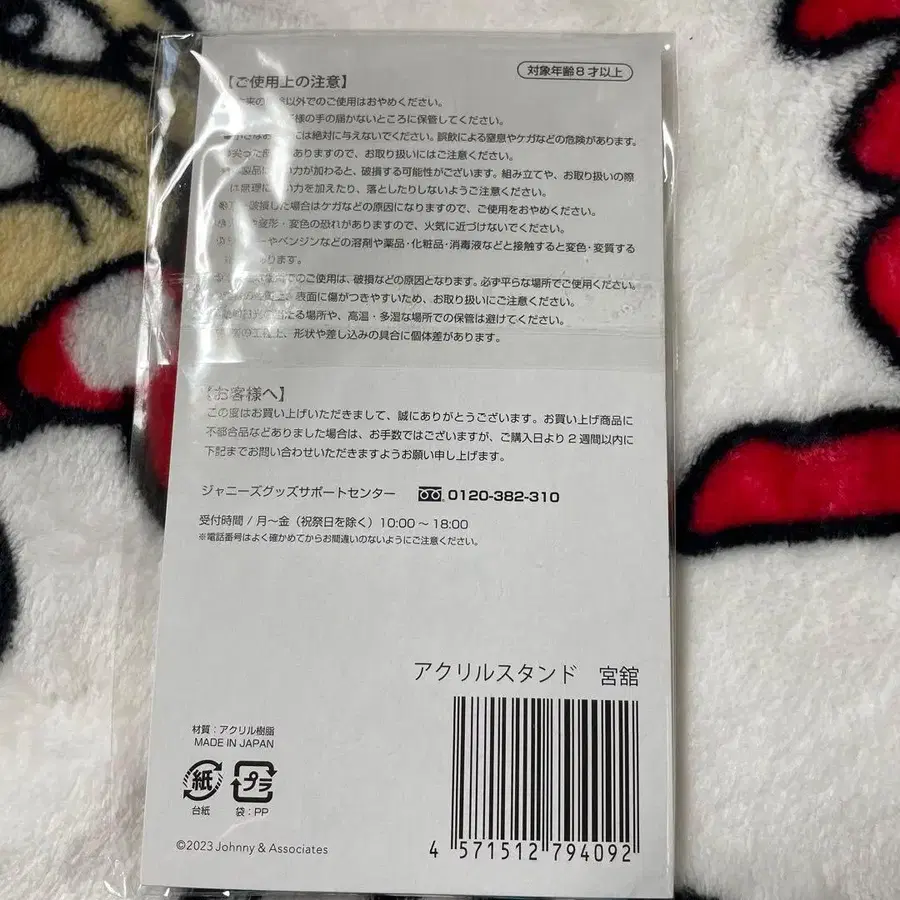 【ご使用上の注意】
対象年齢8才以上
以外でのご使用はおやめください。
様の手の届かないところに保管してください。
には絶対に与えないでください。誤飲による窒息やケガなどの危険があります。
ありますので、お取り扱いにはご注意ください。
力が加わると、破損する可能性がございます。組み立てや、お取り扱いの際
は無理に 力を加えたり、落としたりしないようご注意ください。
破損した場合はケガなどの原因になりますので、ご使用をおやめください。
変形・変色の恐れがありますので、火気に近づけないでください。
ーやベンジンなどの溶剤や薬品・化粧品・消毒液などと接触すると変色・変質する
ります。
でのご使用は、破損などの原因となります。必ず平らな場所でご使用ください。
上、表面に傷がつきやすいため、お取り扱いにご注意ください。
たる場所や、高温・多湿な場所での保管は避けてください。
上、形状や差し込みの具合に個体差があります。
【お客様へ】
この度はお買い上げいただきまして、誠にありがとうございます。お買い上げ商品に
不都合品などありました場合は、お手数ではございますが、ご購入日より2週間以内に
下記までお問い合わせいただきますようお願い申し上げます。
ジャニーズグッズサポートセンター 0120-382-310
受付時間 / 月〜金（祝祭日を除く）10:00〜18:00
※電話番号はよく確かめてからお間違いのないようにご注意ください。
アクリルスタンド 宮舘
材質：アクリル樹脂
MADE IN JAPAN
紙 プラ
台紙 袋：PP
©2023 Johnny & Associates
4 571512 794092